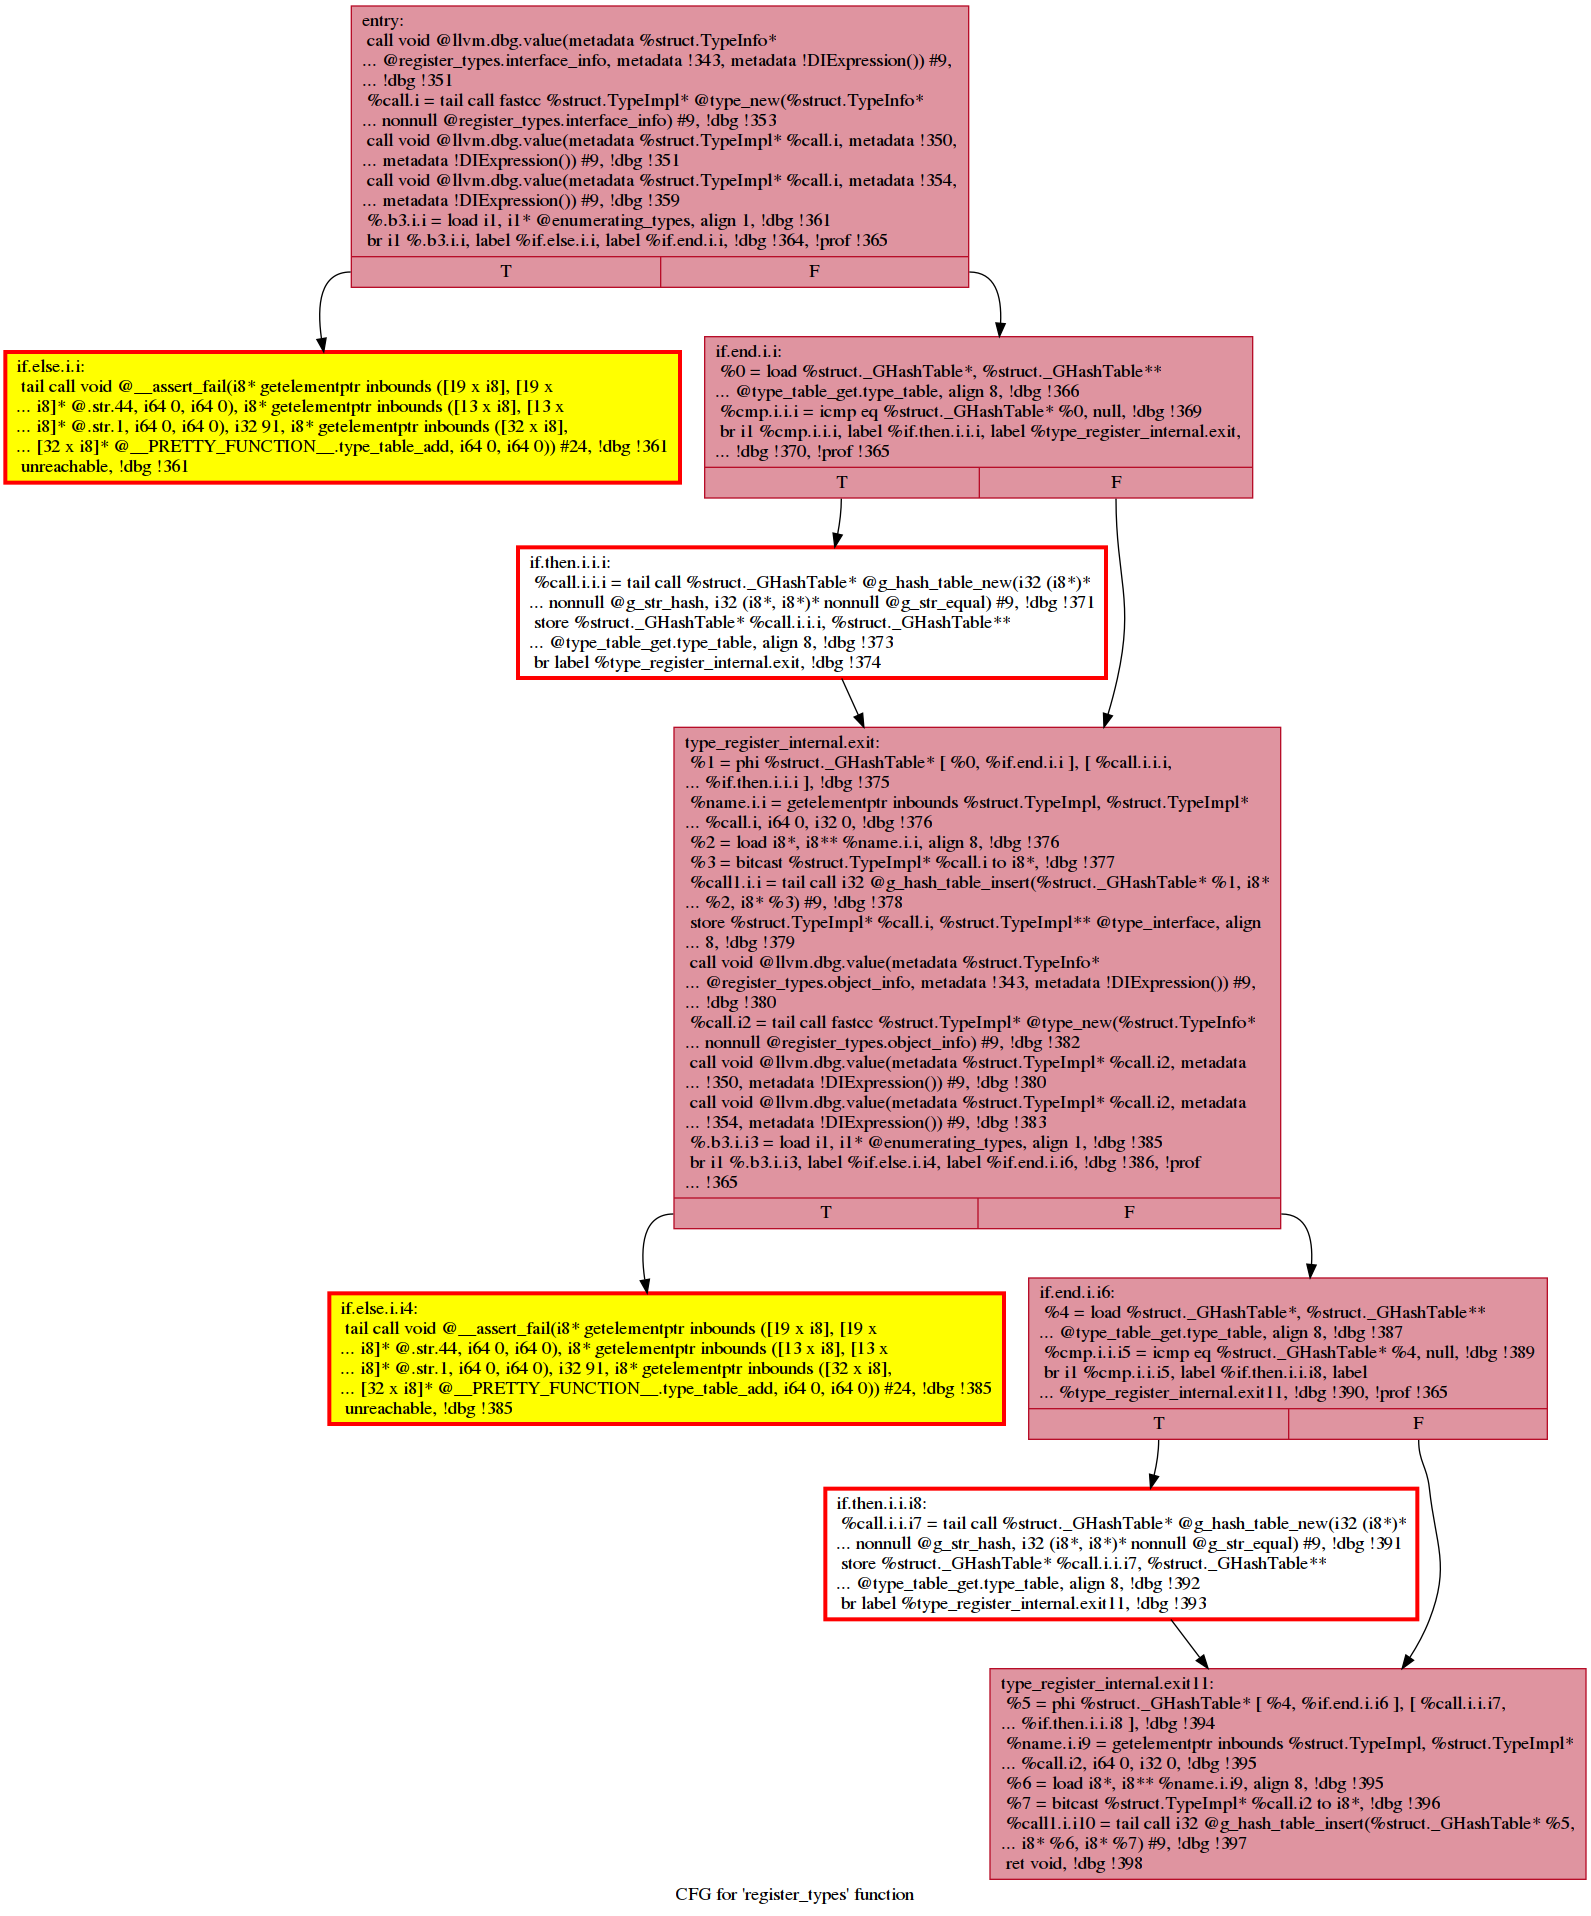 entry:
call void @llvm.dbg.value(metadata %struct.TypeInfo*
... @register_types.interface_info, metadata !343, metadata !DIExpression()) #9,
... !dbg !351
%call.i = tail call fastcc %struct.TypeImpl* @type_new(%struct.TypeInfo*
... nonnull @register_types.interface_info) #9, !dbg !353
call void @llvm.dbg.value(metadata %struct.TypeImpl* %call.i, metadata !350,
... metadata !DIExpression()) #9, !dbg !351
call void @llvm.dbg.value(metadata %struct.TypeImpl* %call.i, metadata !354,
... metadata !DIExpression()) #9, !dbg !359
%.b3.i.i = load i1, i1* @enumerating_types, align 1, !dbg !361
br i1 %.b3.i.i, label %if.else.i.i, label %if.end.i.i, !dbg !364, !prof !365
T
F
if.else.i.i:
tail call void @__assert_fail(i8* getelementptr inbounds ([19 x i8], [19 x
... i8]* @.str.44, i64 0, i64 0), i8* getelementptr inbounds ([13 x i8], [13 x
... i8]* @.str.1, i64 0, i64 0), i32 91, i8* getelementptr inbounds ([32 x i8],
... [32 x i8]* @__PRETTY_FUNCTION__.type_table_add, i64 0, i64 0)) #24, !dbg !361
unreachable, !dbg !361
if.end.i.i:
%0 = load %struct._GHashTable*, %struct._GHashTable**
... @type_table_get.type_table, align 8, !dbg !366
%cmp.i.i.i = icmp eq %struct._GHashTable* %0, null, !dbg !369
br i1 %cmp.i.i.i, label %if.then.i.i.i, label %type_register_internal.exit,
... !dbg !370, !prof !365
T
F
if.then.i.i.i:
%call.i.i.i = tail call %struct._GHashTable* @g_hash_table_new(i32 (i8*)*
... nonnull @g_str_hash, i32 (i8*, i8*)* nonnull @g_str_equal) #9, !dbg !371
store %struct._GHashTable* %call.i.i.i, %struct._GHashTable**
... @type_table_get.type_table, align 8, !dbg !373
br label %type_register_internal.exit, !dbg !374
type_register_internal.exit:
%1 = phi %struct._GHashTable* [ %0, %if.end.i.i ], [ %call.i.i.i,
... %if.then.i.i.i ], !dbg !375
%name.i.i = getelementptr inbounds %struct.TypeImpl, %struct.TypeImpl*
... %call.i, i64 0, i32 0, !dbg !376
%2 = load i8*, i8** %name.i.i, align 8, !dbg !376
%3 = bitcast %struct.TypeImpl* %call.i to i8*, !dbg !377
%call1.i.i = tail call i32 @g_hash_table_insert(%struct._GHashTable* %1, i8*
... %2, i8* %3) #9, !dbg !378
store %struct.TypeImpl* %call.i, %struct.TypeImpl** @type_interface, align
... 8, !dbg !379
call void @llvm.dbg.value(metadata %struct.TypeInfo*
... @register_types.object_info, metadata !343, metadata !DIExpression()) #9,
... !dbg !380
%call.i2 = tail call fastcc %struct.TypeImpl* @type_new(%struct.TypeInfo*
... nonnull @register_types.object_info) #9, !dbg !382
call void @llvm.dbg.value(metadata %struct.TypeImpl* %call.i2, metadata
... !350, metadata !DIExpression()) #9, !dbg !380
call void @llvm.dbg.value(metadata %struct.TypeImpl* %call.i2, metadata
... !354, metadata !DIExpression()) #9, !dbg !383
%.b3.i.i3 = load i1, i1* @enumerating_types, align 1, !dbg !385
br i1 %.b3.i.i3, label %if.else.i.i4, label %if.end.i.i6, !dbg !386, !prof
... !365
T
F
if.else.i.i4:
tail call void @__assert_fail(i8* getelementptr inbounds ([19 x i8], [19 x
... i8]* @.str.44, i64 0, i64 0), i8* getelementptr inbounds ([13 x i8], [13 x
... i8]* @.str.1, i64 0, i64 0), i32 91, i8* getelementptr inbounds ([32 x i8],
... [32 x i8]* @__PRETTY_FUNCTION__.type_table_add, i64 0, i64 0)) #24, !dbg !385
unreachable, !dbg !385
if.end.i.i6:
%4 = load %struct._GHashTable*, %struct._GHashTable**
... @type_table_get.type_table, align 8, !dbg !387
%cmp.i.i.i5 = icmp eq %struct._GHashTable* %4, null, !dbg !389
br i1 %cmp.i.i.i5, label %if.then.i.i.i8, label
... %type_register_internal.exit11, !dbg !390, !prof !365
T
F
if.then.i.i.i8:
%call.i.i.i7 = tail call %struct._GHashTable* @g_hash_table_new(i32 (i8*)*
... nonnull @g_str_hash, i32 (i8*, i8*)* nonnull @g_str_equal) #9, !dbg !391
store %struct._GHashTable* %call.i.i.i7, %struct._GHashTable**
... @type_table_get.type_table, align 8, !dbg !392
br label %type_register_internal.exit11, !dbg !393
type_register_internal.exit11:
%5 = phi %struct._GHashTable* [ %4, %if.end.i.i6 ], [ %call.i.i.i7,
... %if.then.i.i.i8 ], !dbg !394
%name.i.i9 = getelementptr inbounds %struct.TypeImpl, %struct.TypeImpl*
... %call.i2, i64 0, i32 0, !dbg !395
%6 = load i8*, i8** %name.i.i9, align 8, !dbg !395
%7 = bitcast %struct.TypeImpl* %call.i2 to i8*, !dbg !396
%call1.i.i10 = tail call i32 @g_hash_table_insert(%struct._GHashTable* %5,
... i8* %6, i8* %7) #9, !dbg !397
ret void, !dbg !398
CFG for 'register_types' function